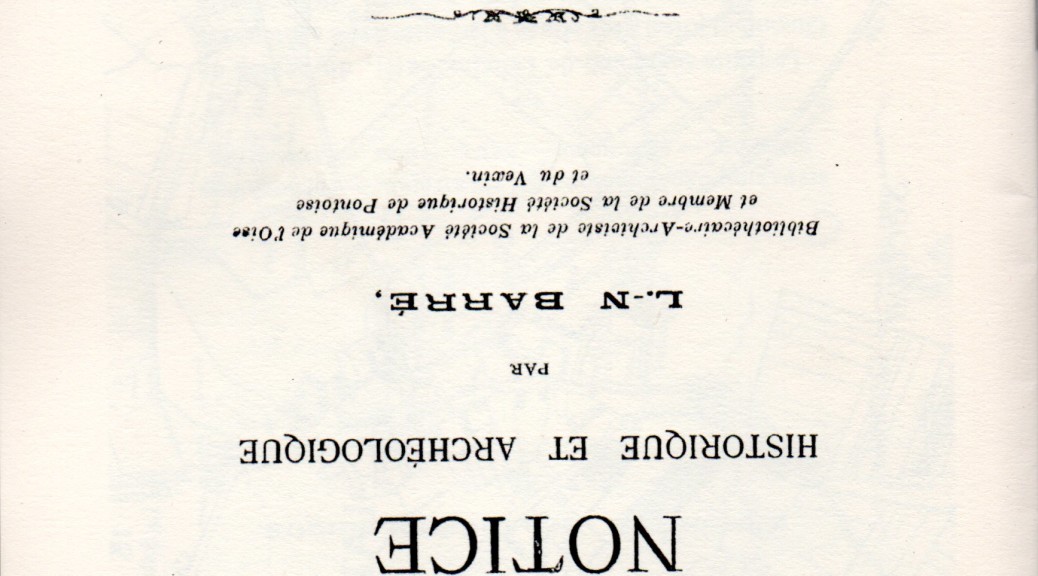 NOTICE
HISTORIQUE ET ARCHÉOLOGIQUE
PAR
L.-N BARRÉ,
Bibliothécaire-Archiviste de la Société Académique de l'Oise
et Membre de la Société Historique de Pontoise
et du Vexin.